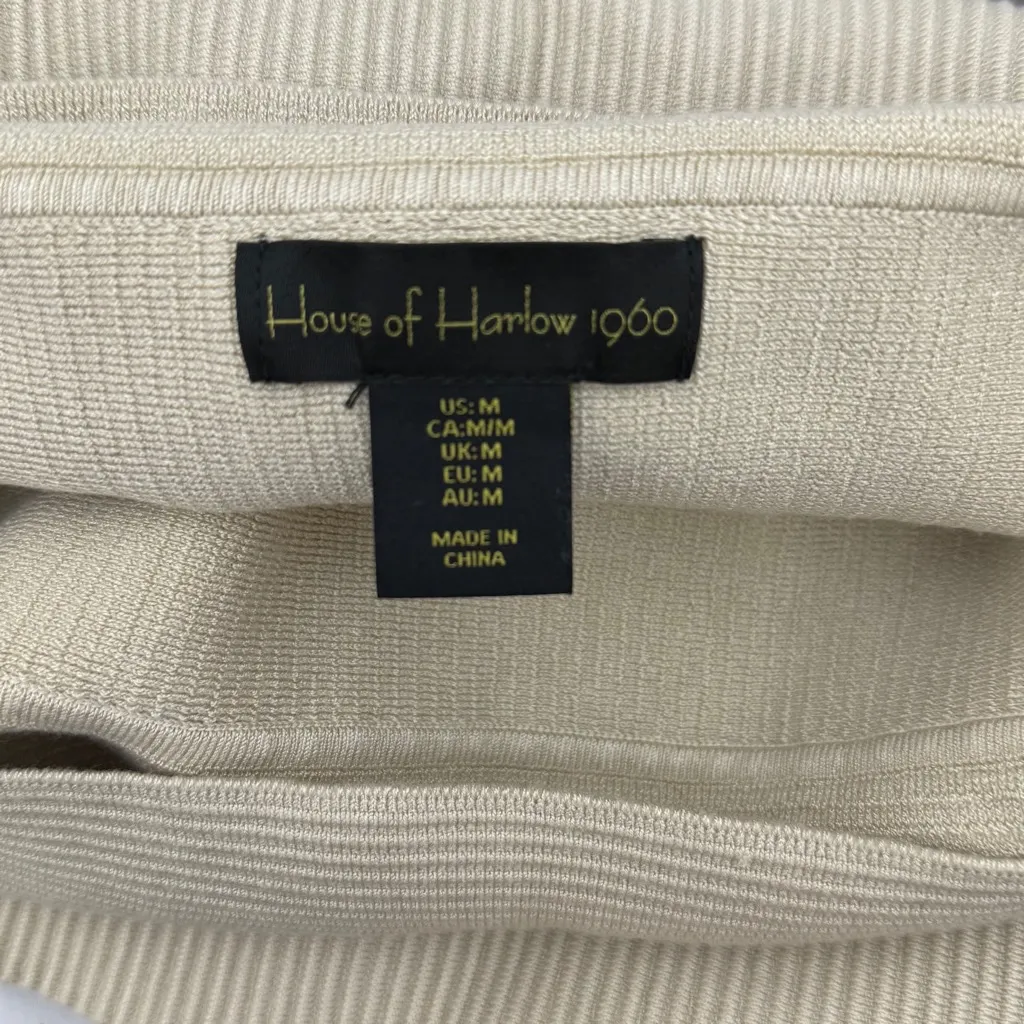 House of Harlow 1960
US: M
CA:M/M
UK: M
EU: M
AU: M
MADE IN
CHINA